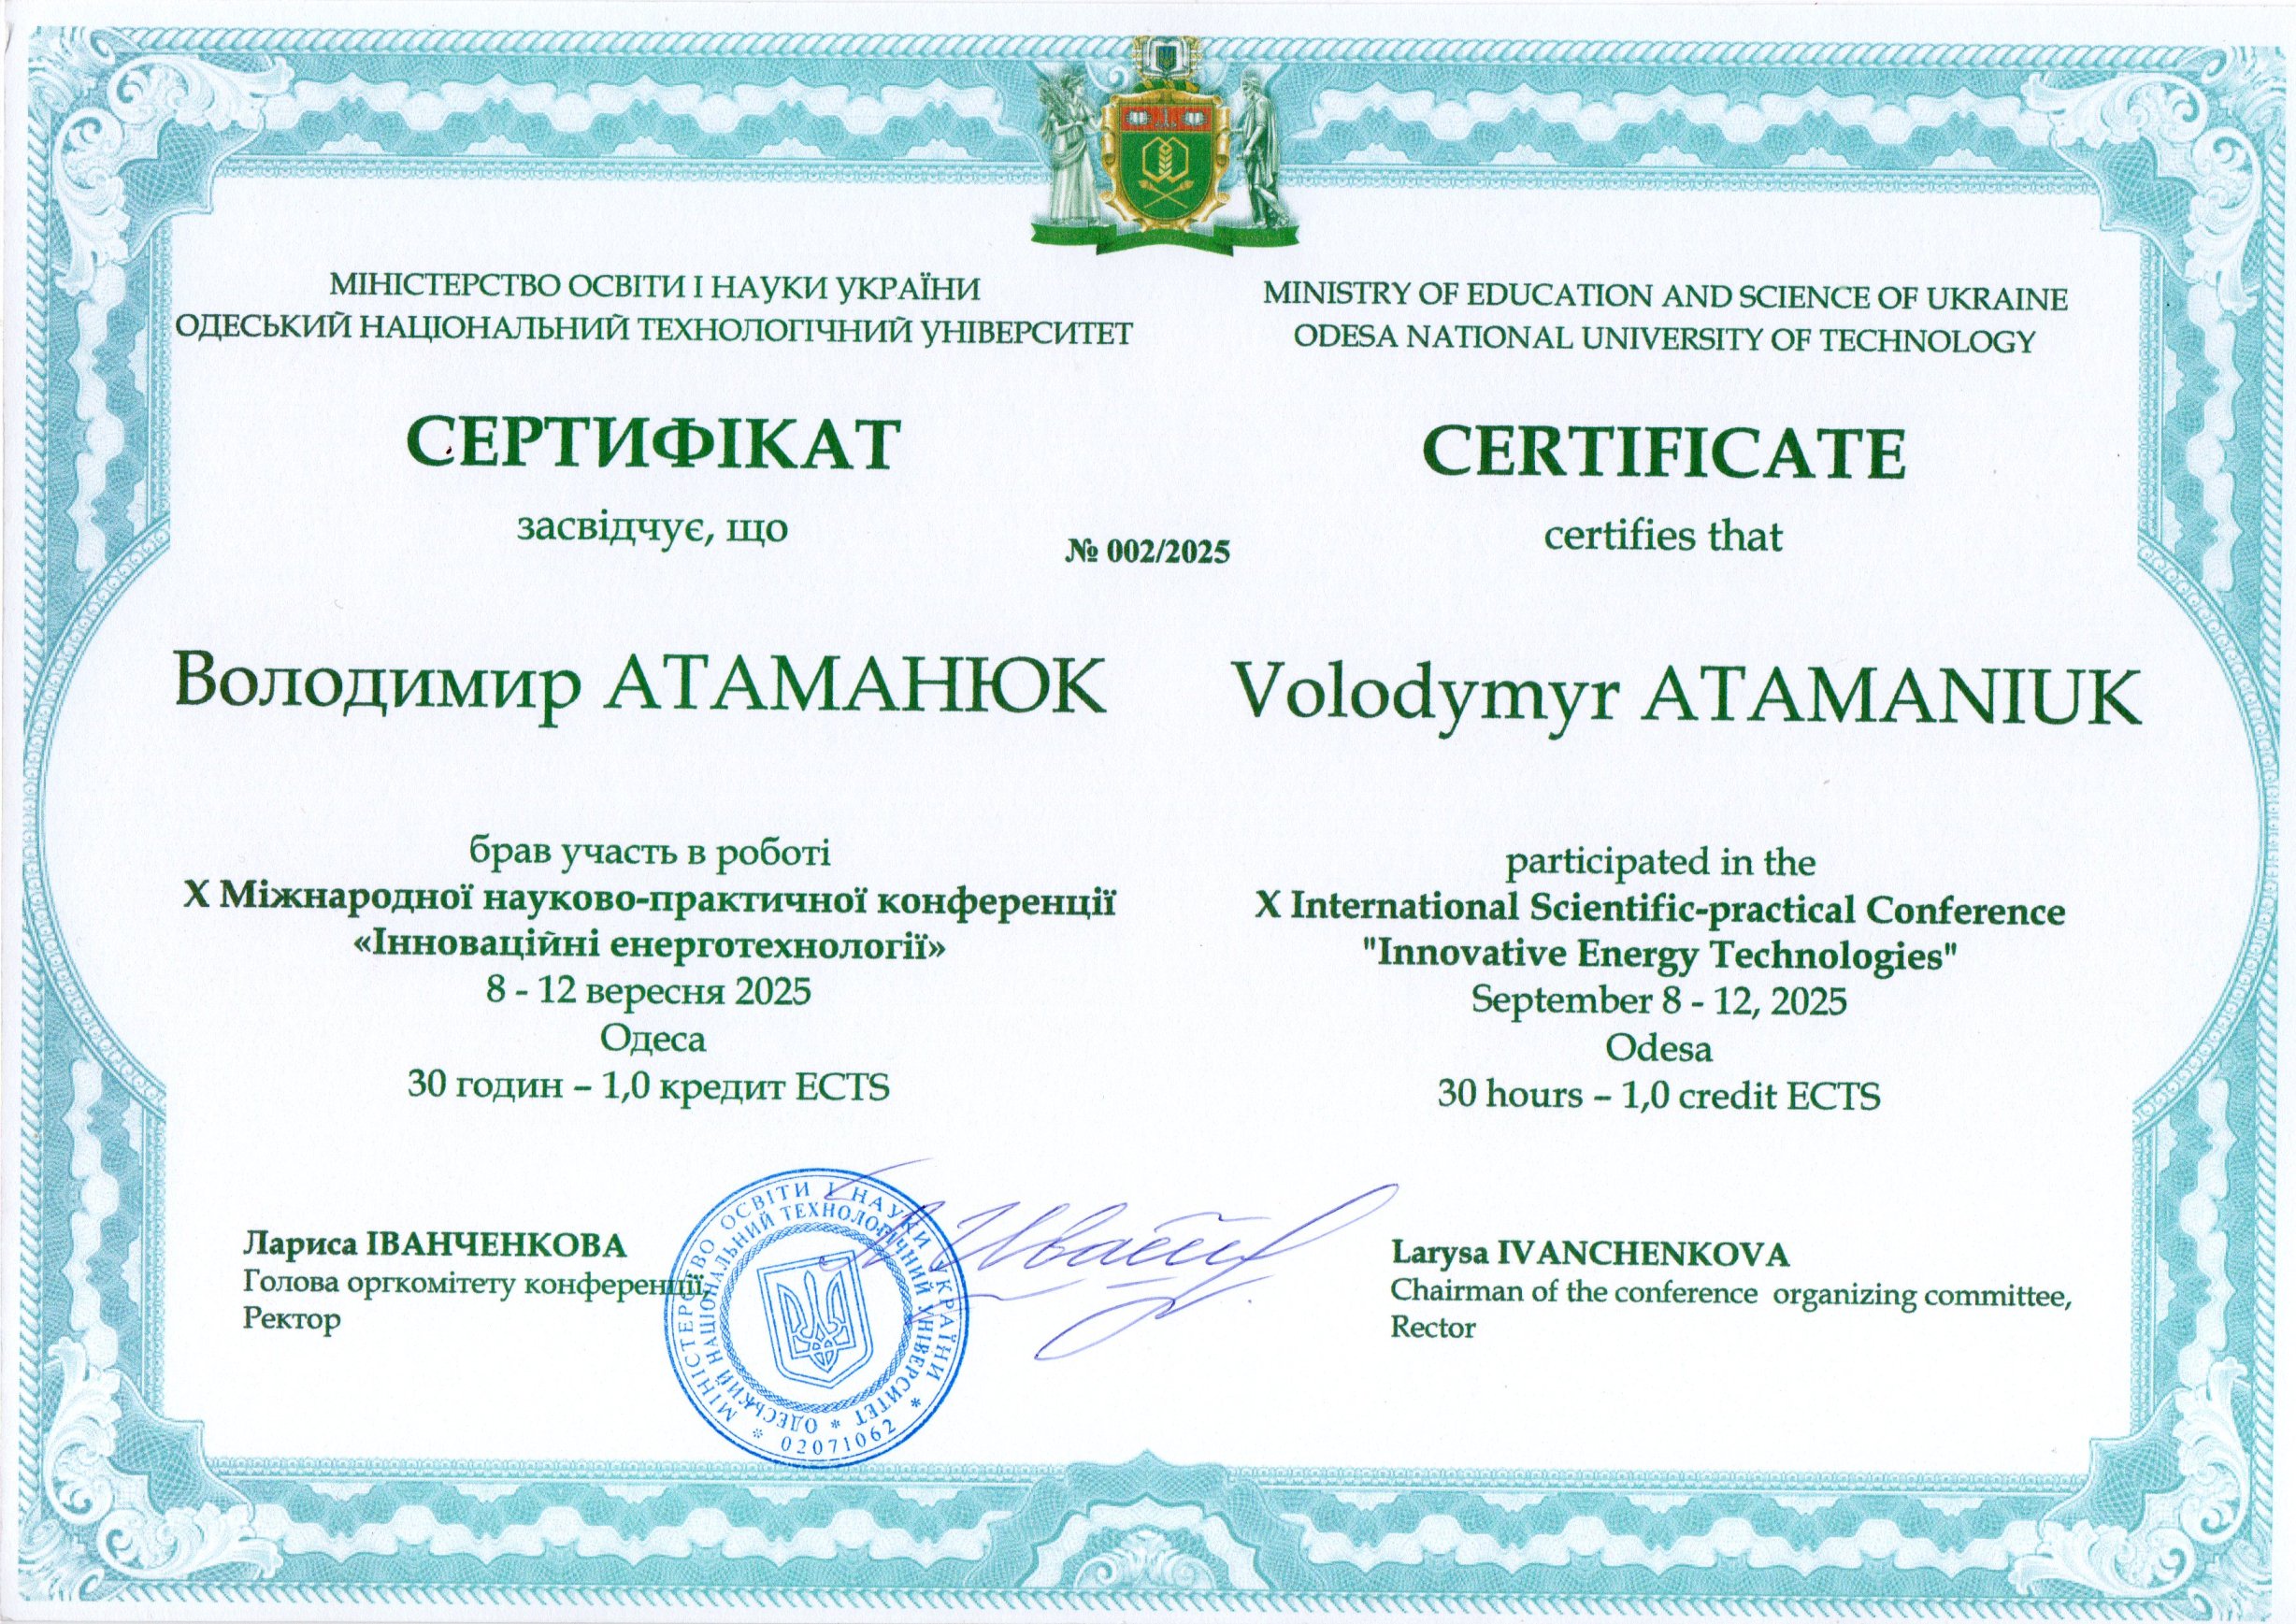 МІНІСТЕРСТВО ОСВІТИ І НАУКИ УКРАЇНИ
ОДЕСЬКИЙ НАЦІОНАЛЬНИЙ ТЕХНОЛОГІЧНИЙ УНІВЕРСИТЕТ
СЕРТИФІКАТ
засвідчує, що
Володимир АТАМАНЮК
брав участь в роботі
X Міжнародної науково-практичної конференції
«Інноваційні енерготехнології»
8 - 12 вересня 2025
Одеса
30 годин – 1,0 кредит ECTS
Лариса ІВАНЧЕНКОВА
Голова оргкомітету конференції,
Ректор
№ 002/2025
MINISTRY OF EDUCATION AND SCIENCE OF UKRAINE
ODESA NATIONAL UNIVERSITY OF TECHNOLOGY
CERTIFICATE
certifies that
Volodymyr ATAMANIUK
participated in the
X International Scientific-practical Conference
"Innovative Energy Technologies"
September 8 - 12, 2025
Odesa
30 hours – 1,0 credit ECTS
Larysa IVANCHENKOVA
Chairman of the conference organizing committee,
Rector
МІНІСТЕРСТВО ОСВІТИ І НАУКИ УКРАЇНИ * 02071062 *
ОДЕСЬКИЙ НАЦІОНАЛЬНИЙ ТЕХНОЛОГІЧНИЙ УНІВЕРСИТЕТ *